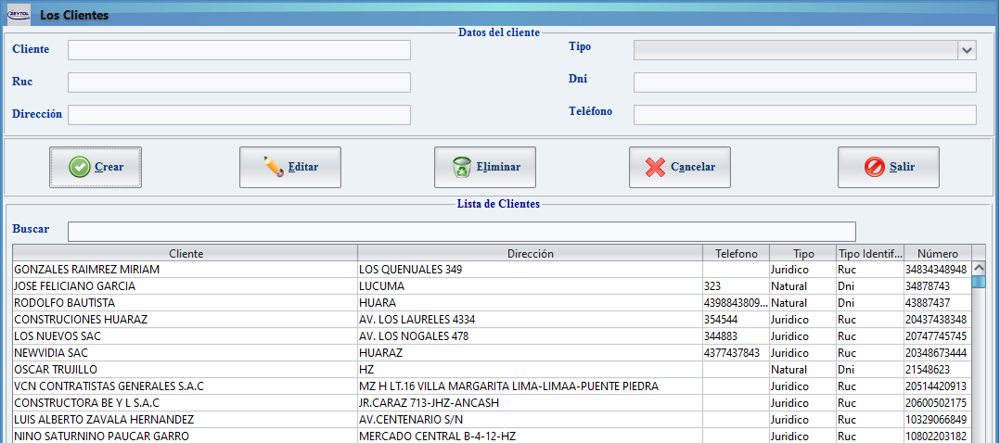 ZEYTOL Los Clientes
Datos del cliente
Cliente Tipo
Ruc Dni
Dirección Teléfono
Crear Editar Eliminar Cancelar Salir
Lista de Clientes
Buscar
Cliente Dirección Telefono Tipo Tipo Identif... Número
GONZALES RAIMREZ MIRIAM LOS QUENUALES 349 Juridico Ruc 34834348948
JOSE FELICIANO GARCIA LUCUMA 323 Natural Dni 34878743
RODOLFO BAUTISTA HUARA 4398843809... Natural Dni 43887437
CONSTRUCIONES HUARAZ AV. LOS LAURELES 4334 354544 Juridico Ruc 20437438348
LOS NUEVOS SAC AV. LOS NOGALES 478 344883 Juridico Ruc 20747745745
NEWVIDIA SAC HUARAZ 4377437843 Juridico Ruc 20348673444
OSCAR TRUJILLO HZ Natural Dni 21548623
VCN CONTRATISTAS GENERALES S.A.C MZ H LT.16 VILLA MARGARITA LIMA-LIMAA-PUENTE PIEDRA Juridico Ruc 20514420913
CONSTRUCTORA BE Y L S.A.C JR.CARAZ 713-JHZ-ANCASH Juridico Ruc 20600502175
LUIS ALBERTO ZAVALA HERNANDEZ AV.CENTENARIO S/N Juridico Ruc 10329066849
NINO SATURNINO PAUCAR GARRO MERCADO CENTRAL B-4-12-HZ Juridico Ruc 10802203182